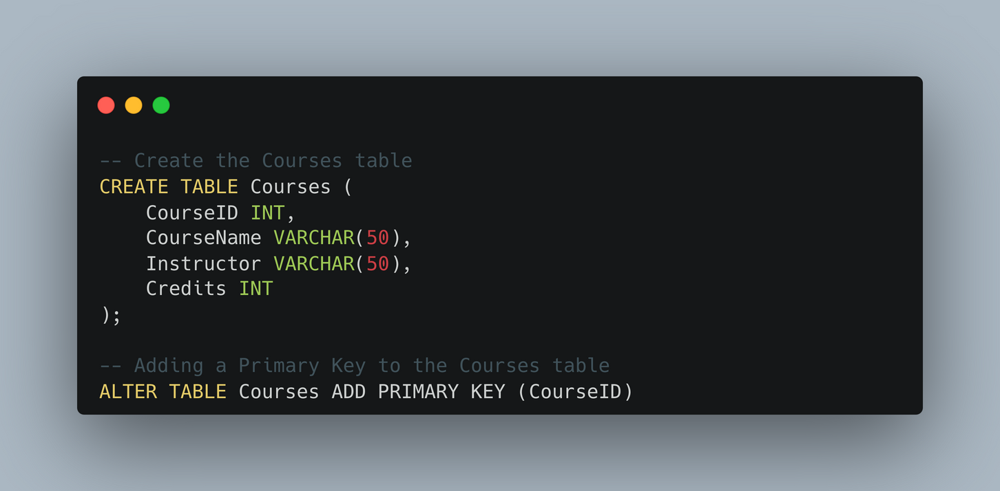 -- Create the Courses table
CREATE TABLE Courses (
    CourseID INT,
    CourseName VARCHAR(50),
    Instructor VARCHAR(50),
    Credits INT
);

-- Adding a Primary Key to the Courses table
ALTER TABLE Courses ADD PRIMARY KEY (CourseID)